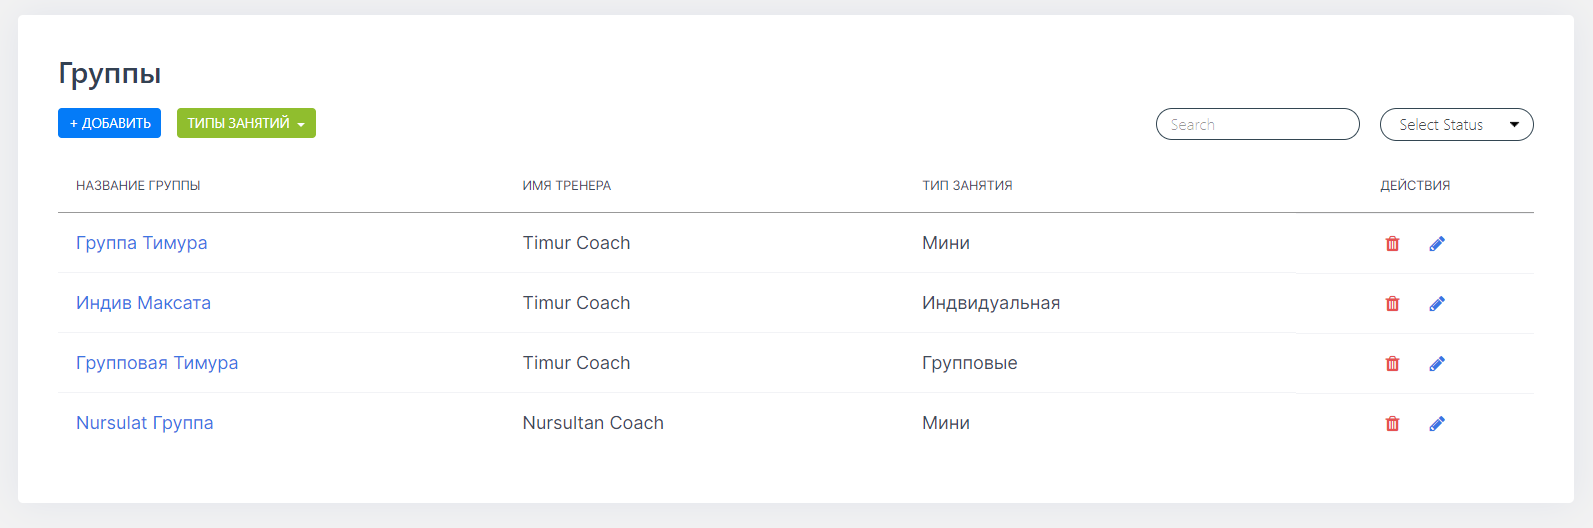 Группы
+ ДОБАВИТЬ ТИПЫ ЗАНЯТИЙ Search Select Status
НАЗВАНИЕ ГРУППЫ ИМЯ ТРЕНЕРА ТИП ЗАНЯТИЯ ДЕЙСТВИЯ
Группа Тимура Timur Coach Мини
Индив Максата Timur Coach Индвидуальная
Групповая Тимура Timur Coach Групповые
Nursulat Группа Nursultan Coach Мини